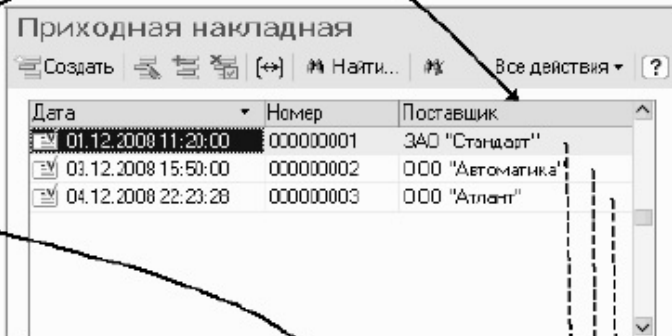 Приходная накладная
Создать Найти... Все действия ?
Дата Номер Поставщик
01.12.2008 11:20:00 000000001 ЗАО "Стандарт"
03.12.2008 15:50:00 000000002 ООО "Автоматика"
04.12.2008 22:23:28 000000003 ООО "Атлант"